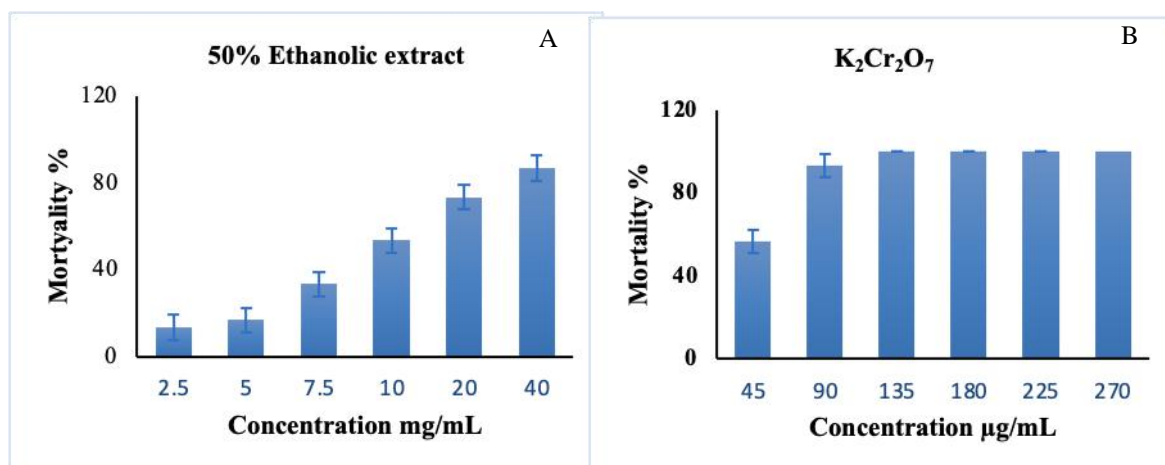 A
50% Ethanolic extract
120
80
40
0
Mortyality %
2.5 5 7.5 10 20 40
Concentration mg/mL
B
K₂Cr₂O₇
120
80
40
0
Mortality %
45 90 135 180 225 270
Concentration µg/mL